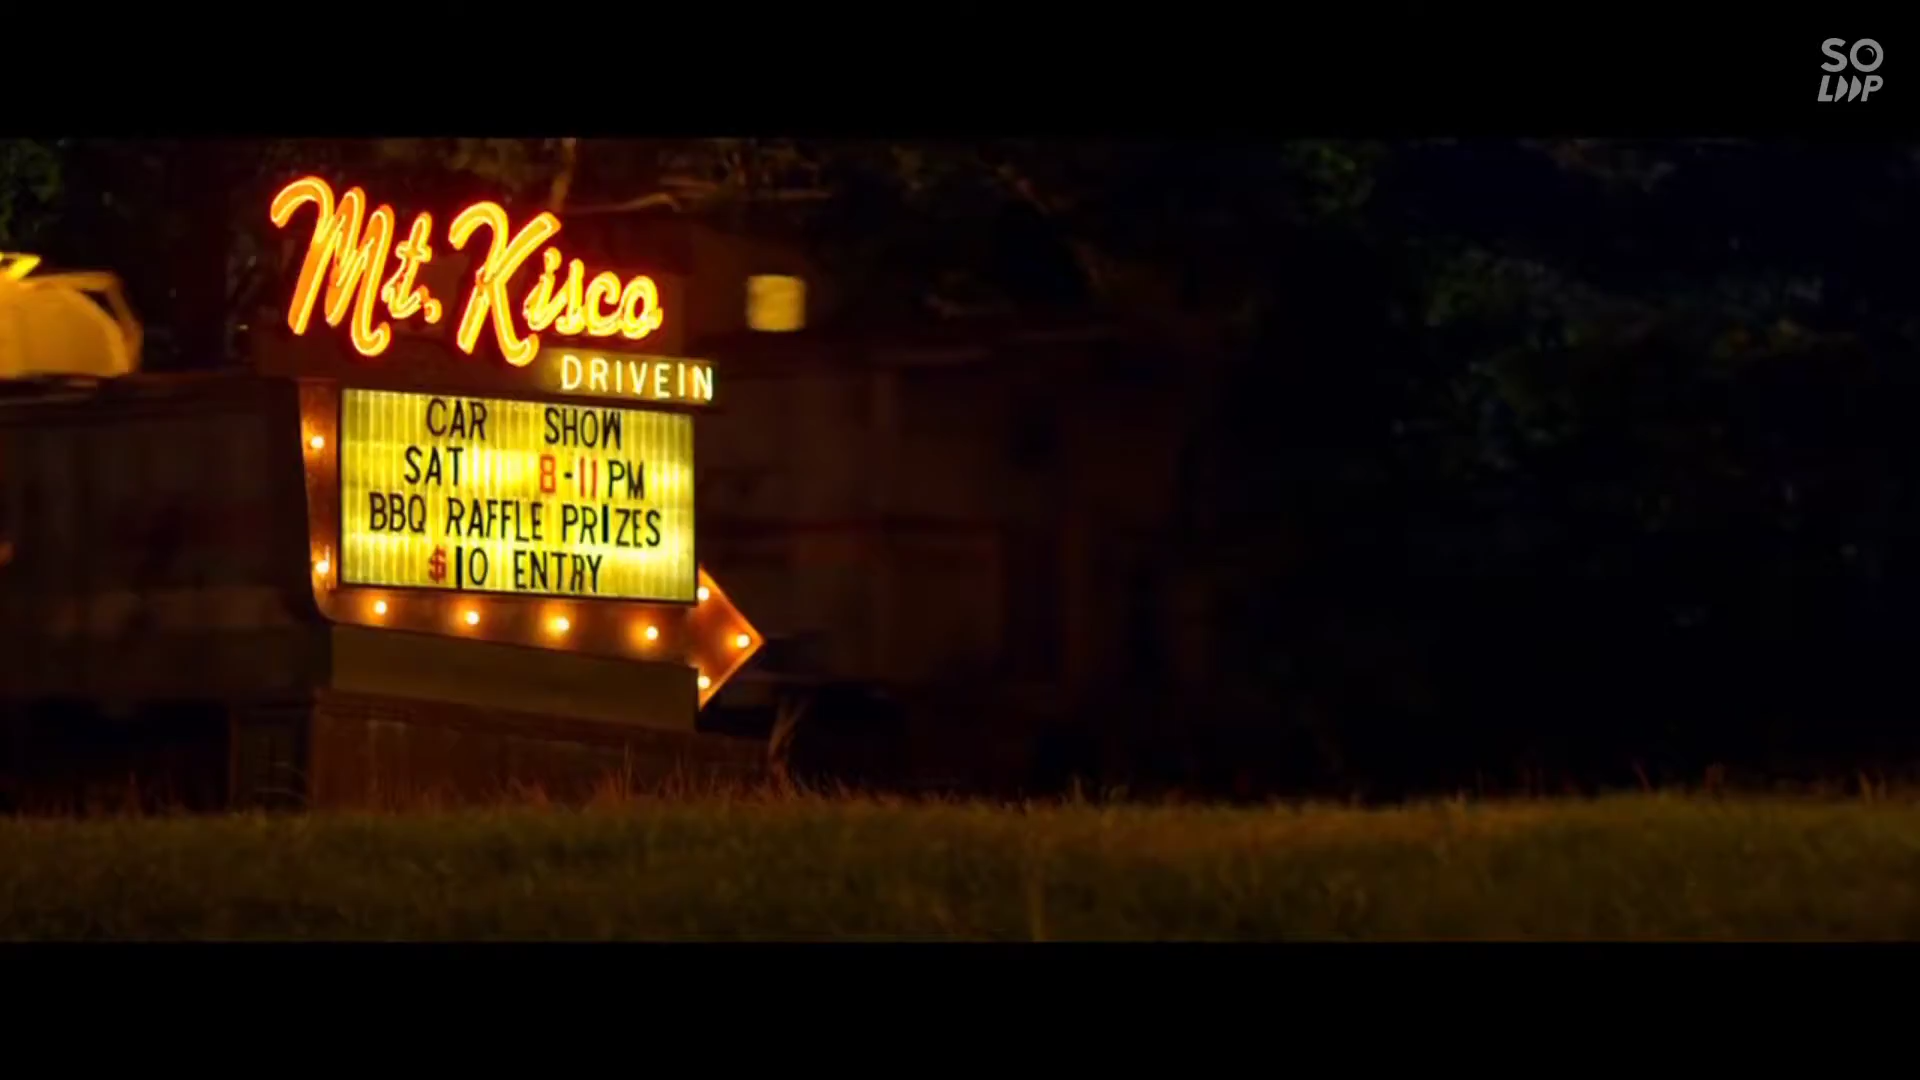 SO
LOOP
Mt. Kisco
DRIVEIN
CAR SHOW
SAT 8-11 PM
BBQ RAFFLE PRIZES
$10 ENTRY